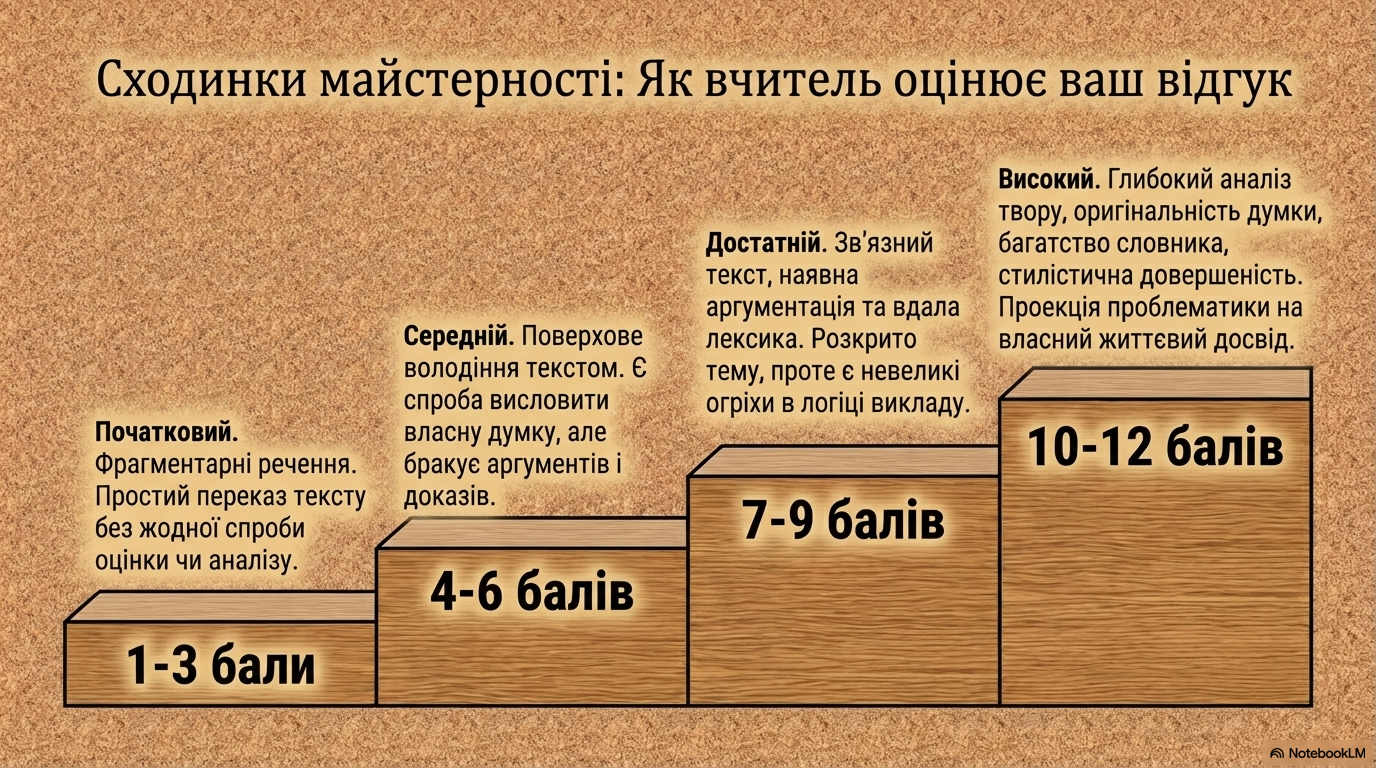 Сходинки майстерності: Як вчитель оцінює ваш відгук
Початковий.
Фрагментарні речення.
Простий переказ тексту
без жодної спроби
оцінки чи аналізу.
1-3 бали
Середній. Поверхове
володіння текстом. Є
спроба висловити
власну думку, але
бракує аргументів і
доказів.
4-6 балів
Достатній. Зв’язний
текст, наявна
аргументація та вдала
лексика. Розкрито
тему, проте є невеликі
огріхи в логіці викладу.
7-9 балів
Високий. Глибокий аналіз
твору, оригінальність думки,
багатство словника,
стилістична довершеність.
Проекція проблематики на
власний життєвий досвід.
10-12 балів
NotebookLM